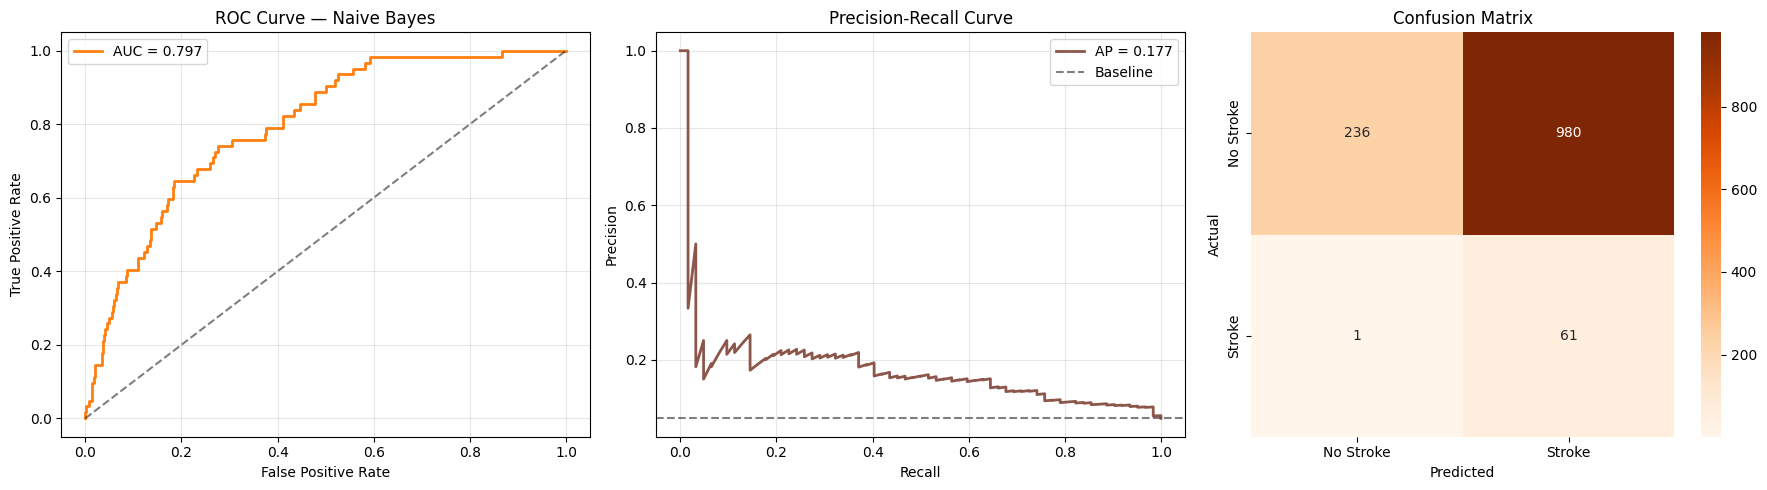 ROC Curve — Naive Bayes
AUC = 0.797
True Positive Rate
1.0
0.8
0.6
0.4
0.2
0.0
0.0 0.2 0.4 0.6 0.8 1.0
False Positive Rate
Precision-Recall Curve
AP = 0.177
Baseline
Precision
1.0
0.8
0.6
0.4
0.2
0.0 0.2 0.4 0.6 0.8 1.0
Recall
Confusion Matrix
Actual
No Stroke
236 980
Stroke
1 61
No Stroke Stroke
Predicted
800
600
400
200